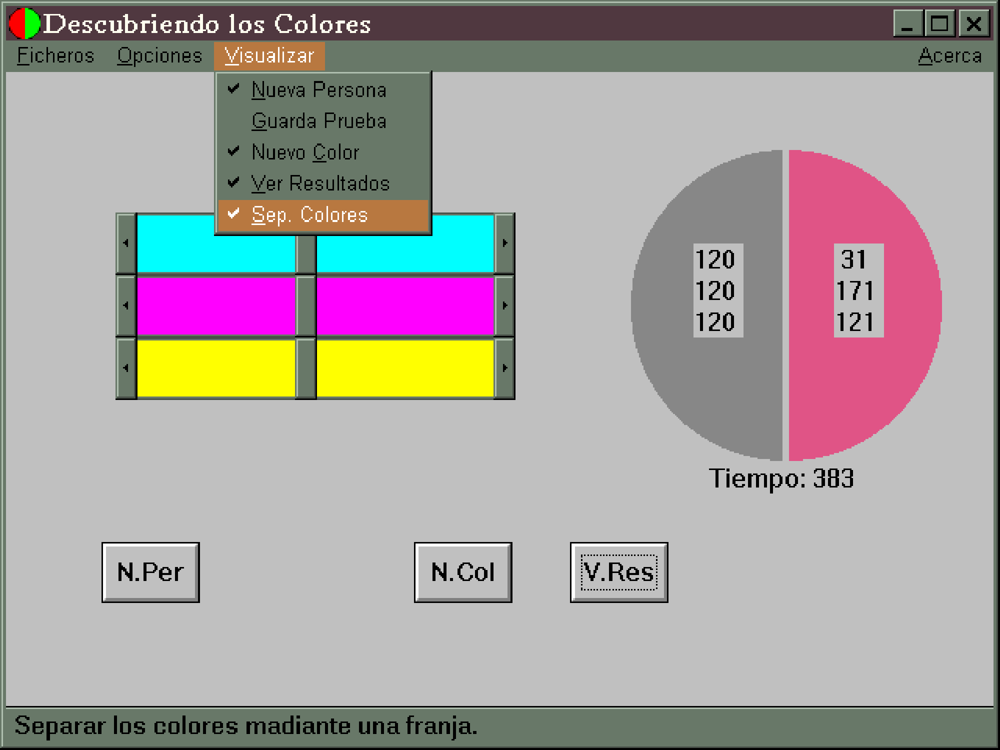 Descubriendo los Colores
Ficheros Opciones Visualizar Acerca
Nueva Persona
Guarda Prueba
Nuevo Color
Ver Resultados
Sep. Colores
120 31
120 171
120 121
Tiempo: 383
N.Per N.Col V.Res
Separar los colores madiante una franja.